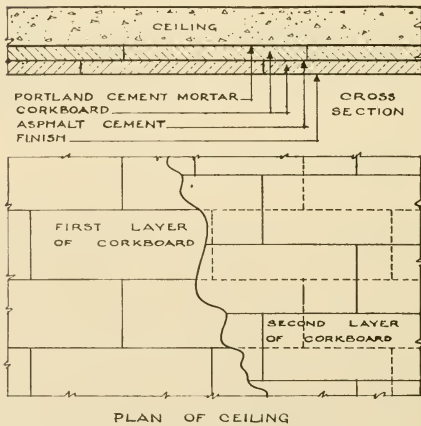 CEILING
PORTLAND CEMENT MORTAR
CORKBOARD
ASPHALT CEMENT
FINISH
CROSS
SECTION
FIRST LAYER
OF CORKBOARD
SECOND LAYER
OF CORKBOARD
PLAN OF CEILING